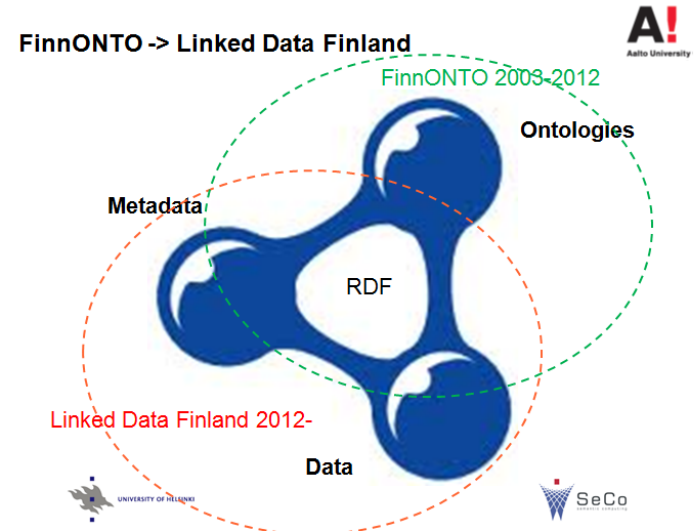 FinnONTO -> Linked Data Finland
A!
Aalto University
FinnONTO 2003-2012
Ontologies
Metadata
RDF
Linked Data Finland 2012-
Data
UNIVERSITY OF HELSINKI
SeCo
semantic computing